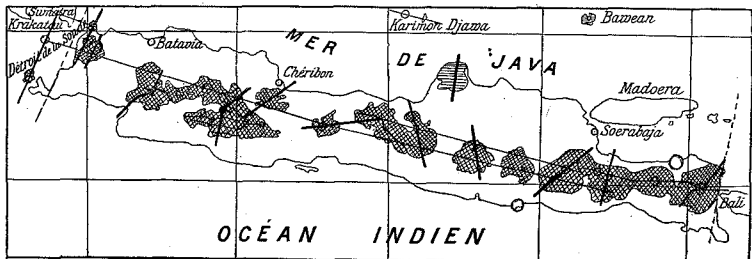 Sumatra
Krakatau
Détroit de la Sonde
Batavia
Chéribon
Karimon Djawa
Bawean
MER DE JAVA
Madoera
Soerabaja
Bali
OCÉAN INDIEN